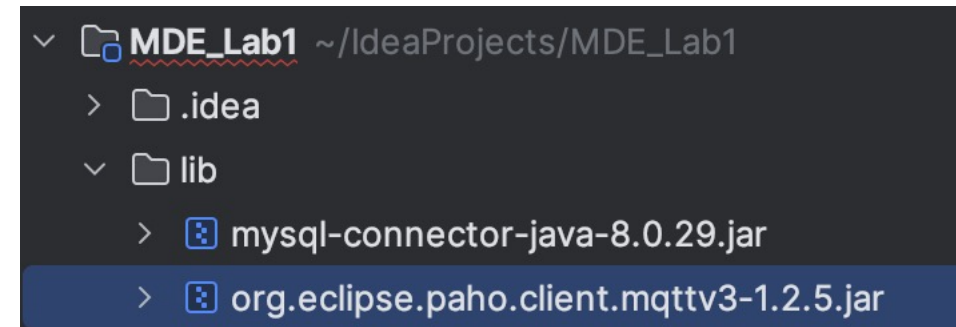 MDE_Lab1 ~/IdeaProjects/MDE_Lab1
.idea
lib
mysql-connector-java-8.0.29.jar
org.eclipse.paho.client.mqttv3-1.2.5.jar